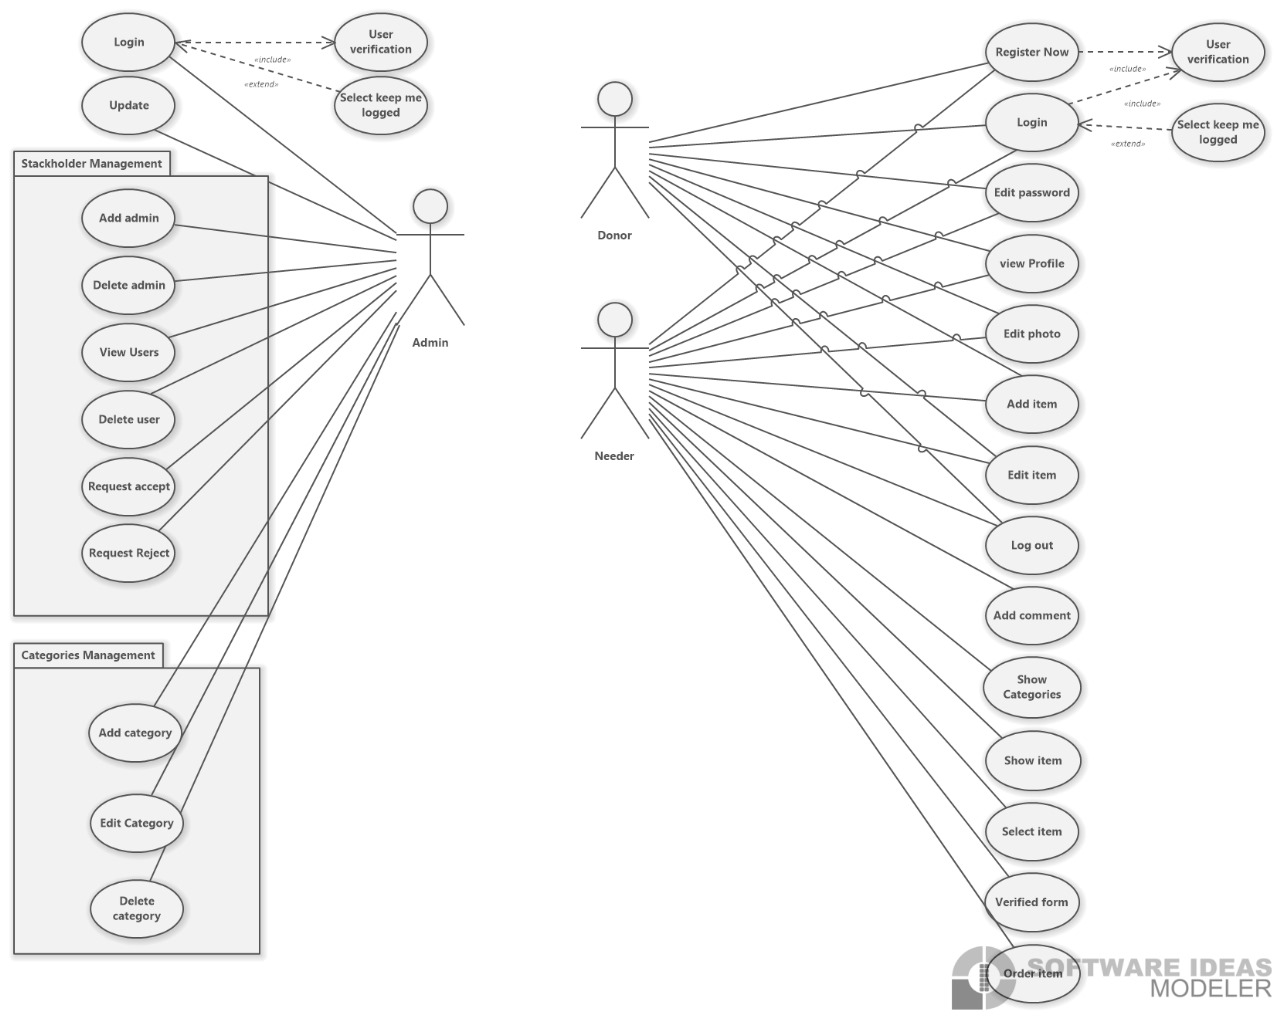 Login
User
verification
«include»
«extend»
Select keep me
logged
Update
Stackholder Management
Add admin
Delete admin
View Users
Delete user
Request accept
Request Reject
Admin
Categories Management
Add category
Edit Category
Delete
category
Donor
Needer
Register Now
User
verification
«include»
Login
«include»
Select keep me
logged
«extend»
Edit password
view Profile
Edit photo
Add item
Edit item
Log out
Add comment
Show
Categories
Show item
Select item
Verified form
Order item
SOFTWARE IDEAS
MODELER